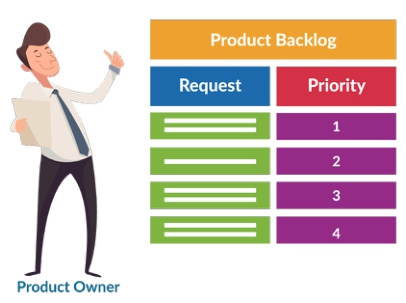 Product Backlog
Request Priority
1
2
3
4
Product Owner